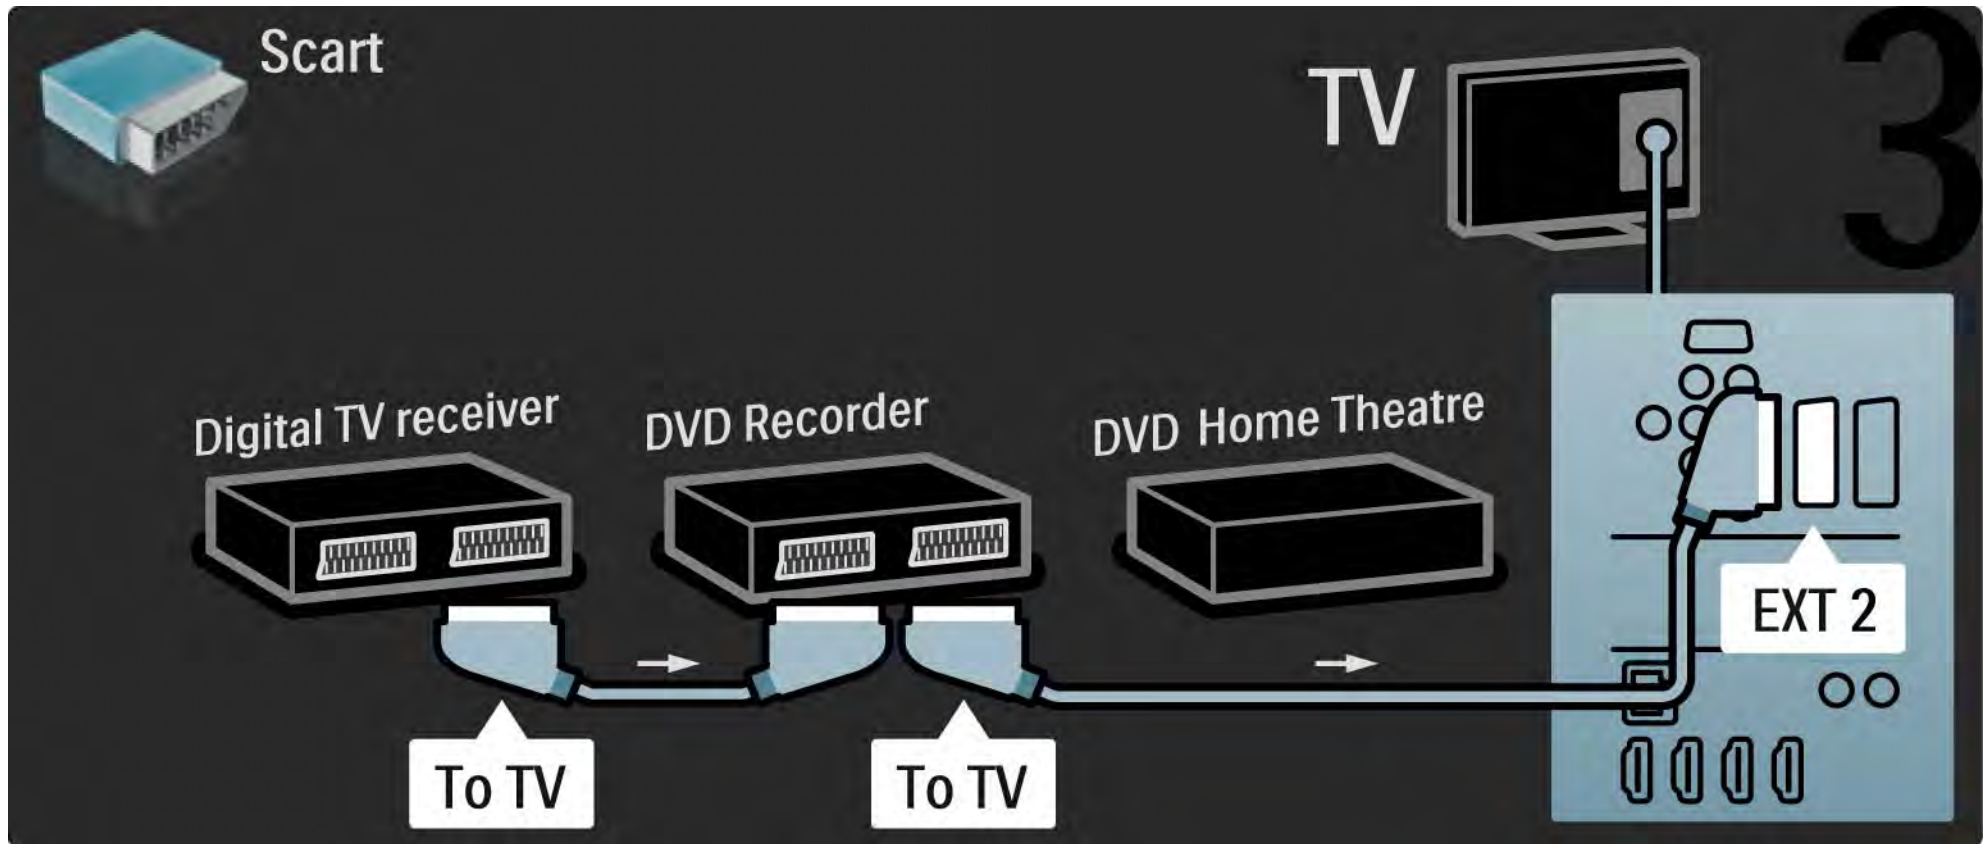 Scart
TV
3
Digital TV receiver
DVD Recorder
DVD Home Theatre
EXT 2
To TV
To TV